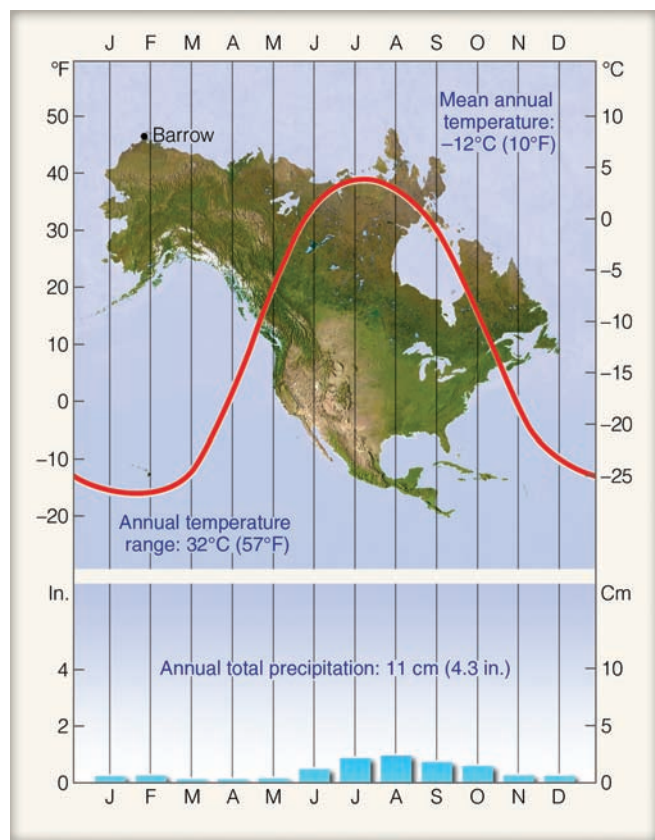 J F M A M J J A S O N D
°F °C
50 10
Mean annual
temperature:
–12°C (10°F)
Barrow
40 5
30 0
20 –5
10 –10
0 –15
–10 –20
–20 –25
Annual temperature
range: 32°C (57°F)
In. Cm
Annual total precipitation: 11 cm (4.3 in.)
4 10
2 5
0 0
J F M A M J J A S O N D